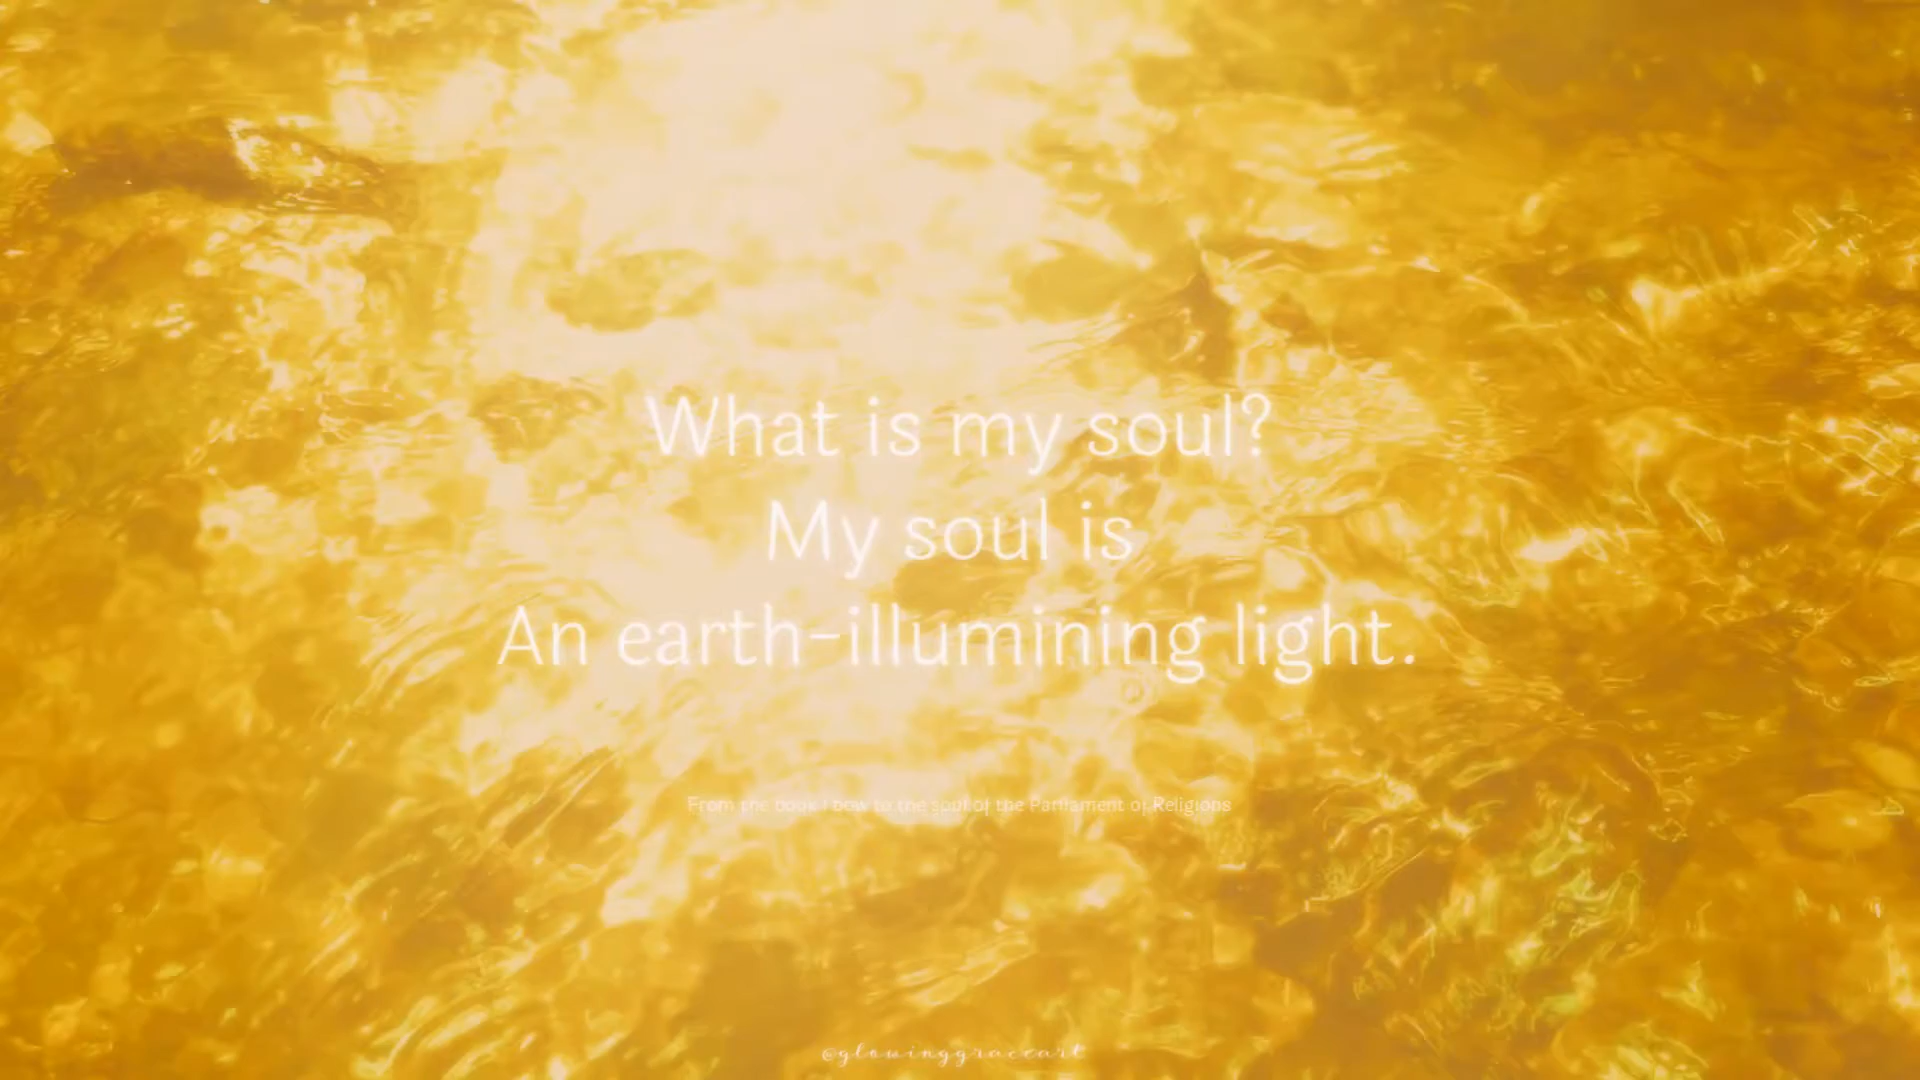 What is my soul?
My soul is
An earth-illumining light.
From the book I bow to the soul of the Parliament of Religions
@glowinggraceart